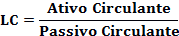 LC = Ativo Circulante
Passivo Circulante